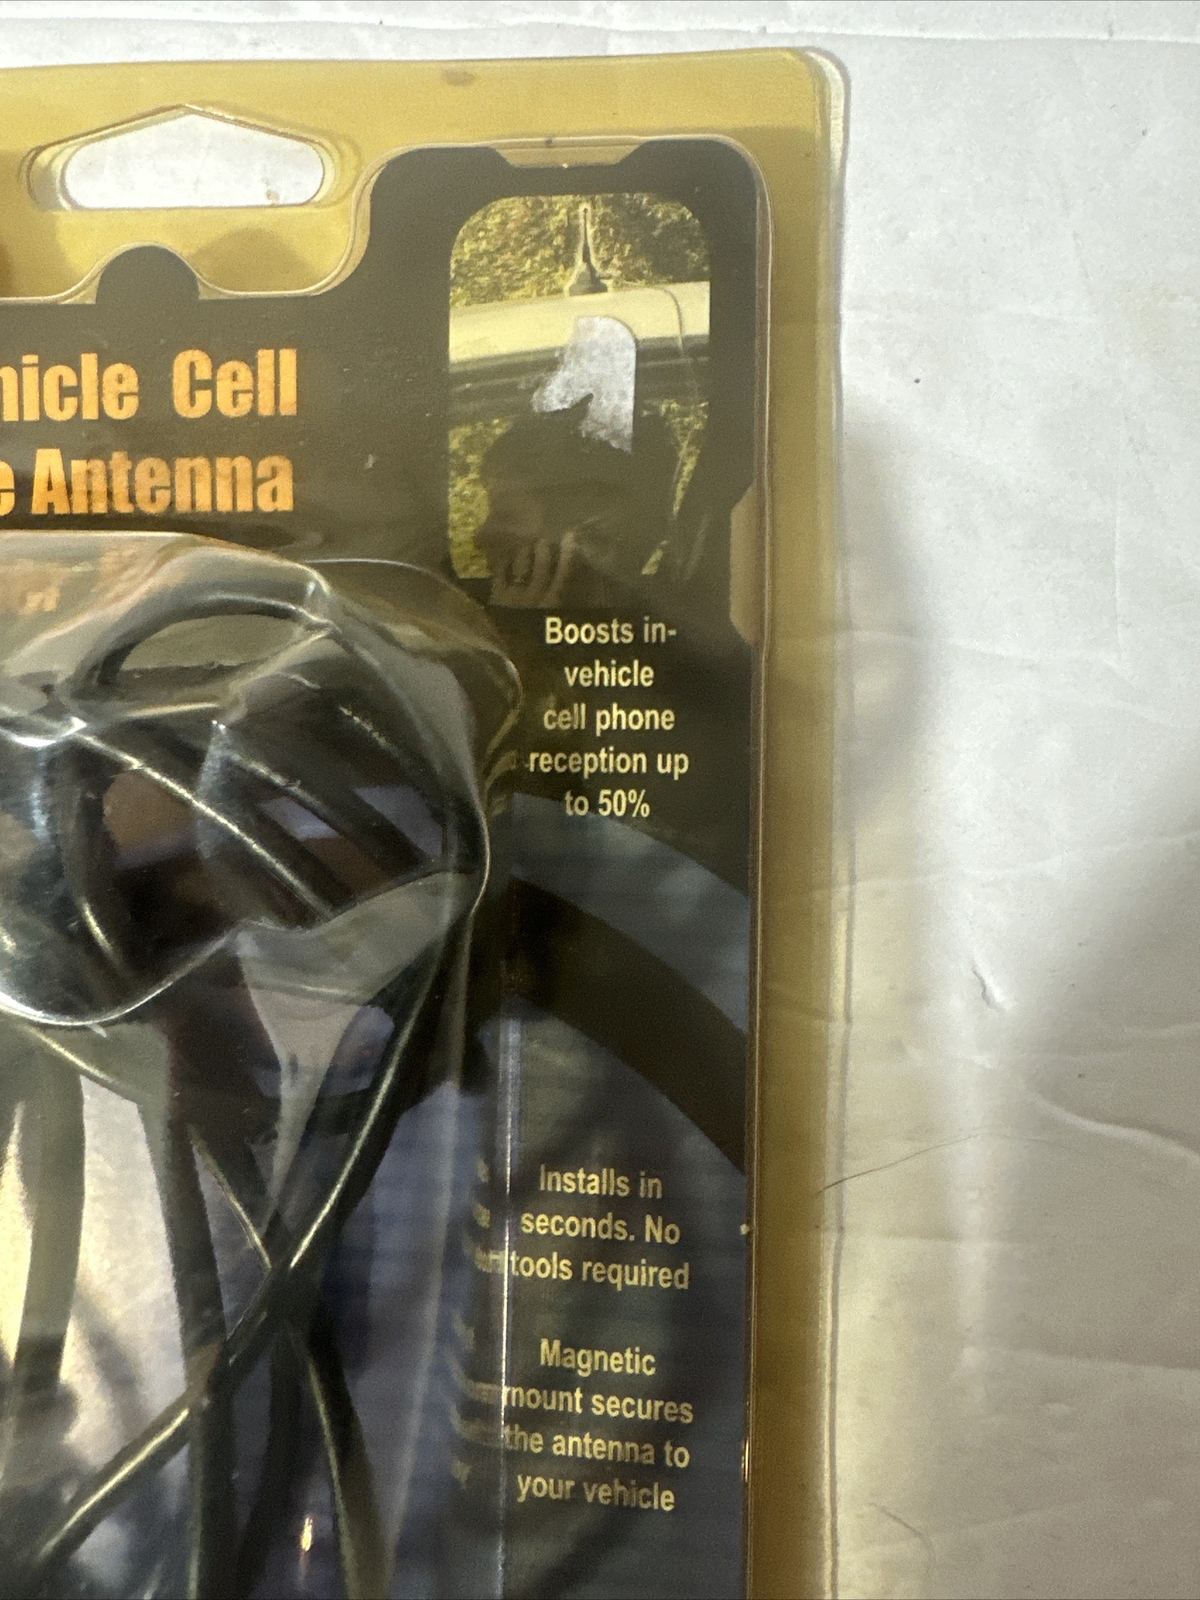 hicle Cell
e Antenna
Boosts in-
vehicle
cell phone
reception up
to 50%
Installs in
seconds. No
tools required
Magnetic
mount secures
the antenna to
your vehicle